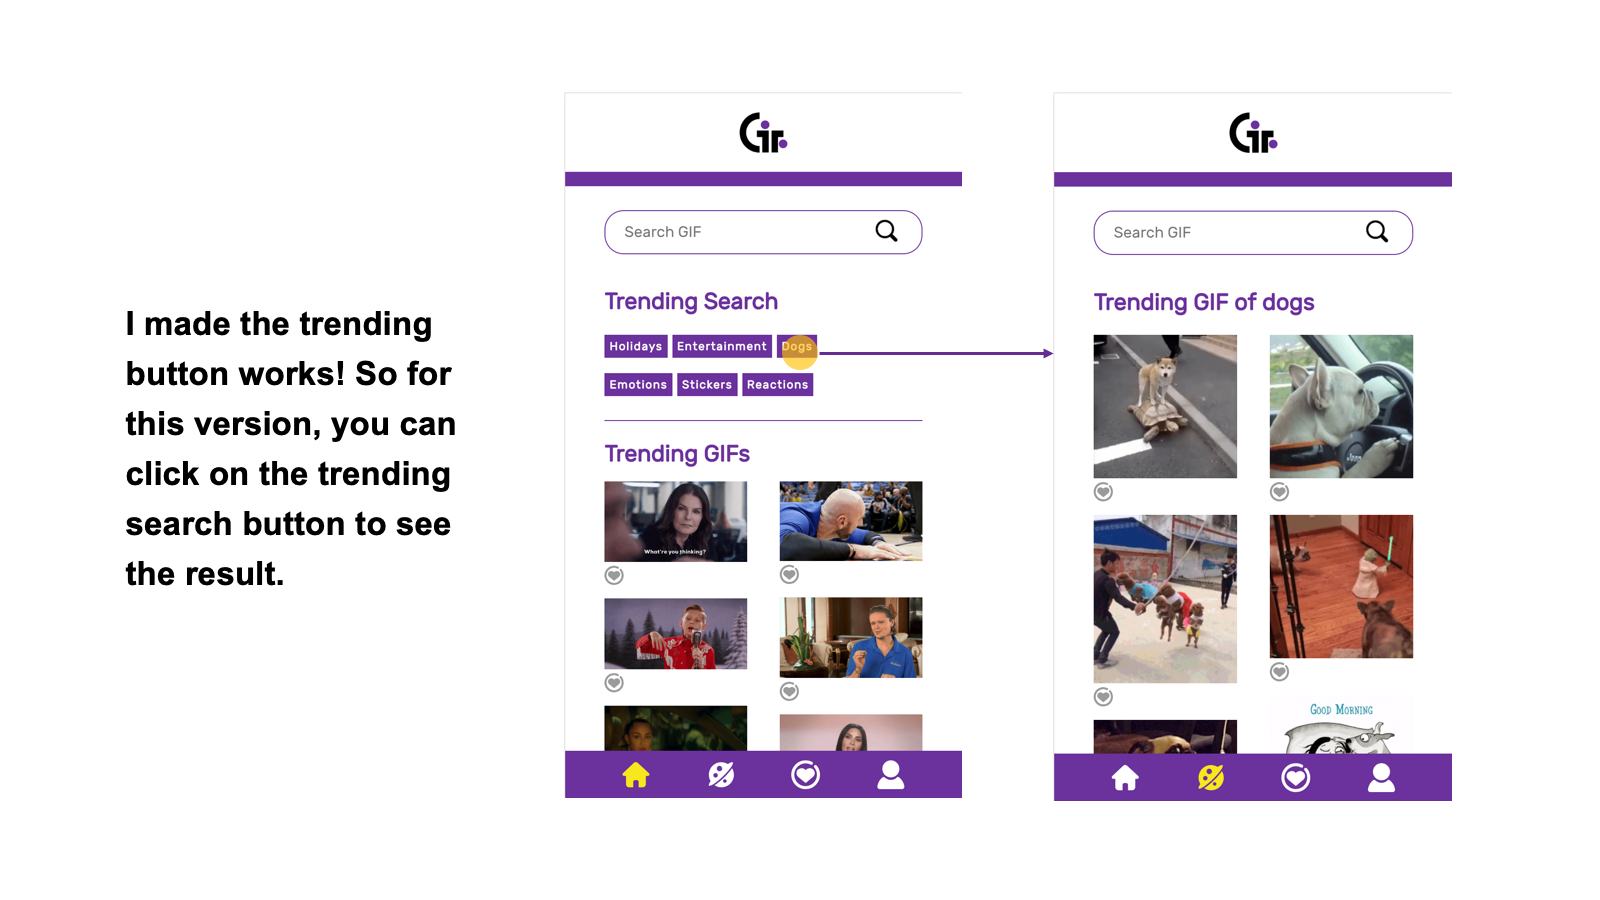 I made the trending
button works! So for
this version, you can
click on the trending
search button to see
the result.
Gir
Search GIF
Trending Search
Holidays Entertainment Dogs
Emotions Stickers Reactions
Trending GIFs
What're you thinking?
Gir
Search GIF
Trending GIF of dogs
Jeep
GOOD MORNING